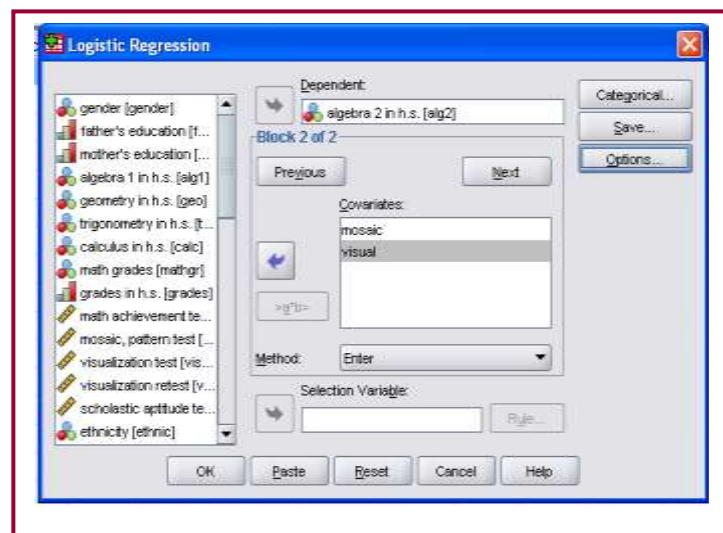 Logistic Regression
gender [gender]
father's education [f...
mother's education [...
algebra 1 in h.s. [alg1]
geometry in h.s. [geo]
trigonometry in h.s. [t...
calculus in h.s. [calc]
math grades [mathgr]
grades in h.s. [grades]
math achievement te...
mosaic, pattern test [...
visualization test [vis...
visualization retest [v...
scholastic aptitude te...
ethnicity [ethnic]
Dependent:
algebra 2 in h.s. [alg2]
Block 2 of 2
Previous
Next
Covariates:
mosaic
visual
>a*b>
Method:
Enter
Selection Variable:
Rule...
Categorical...
Save...
Options...
OK
Paste
Reset
Cancel
Help